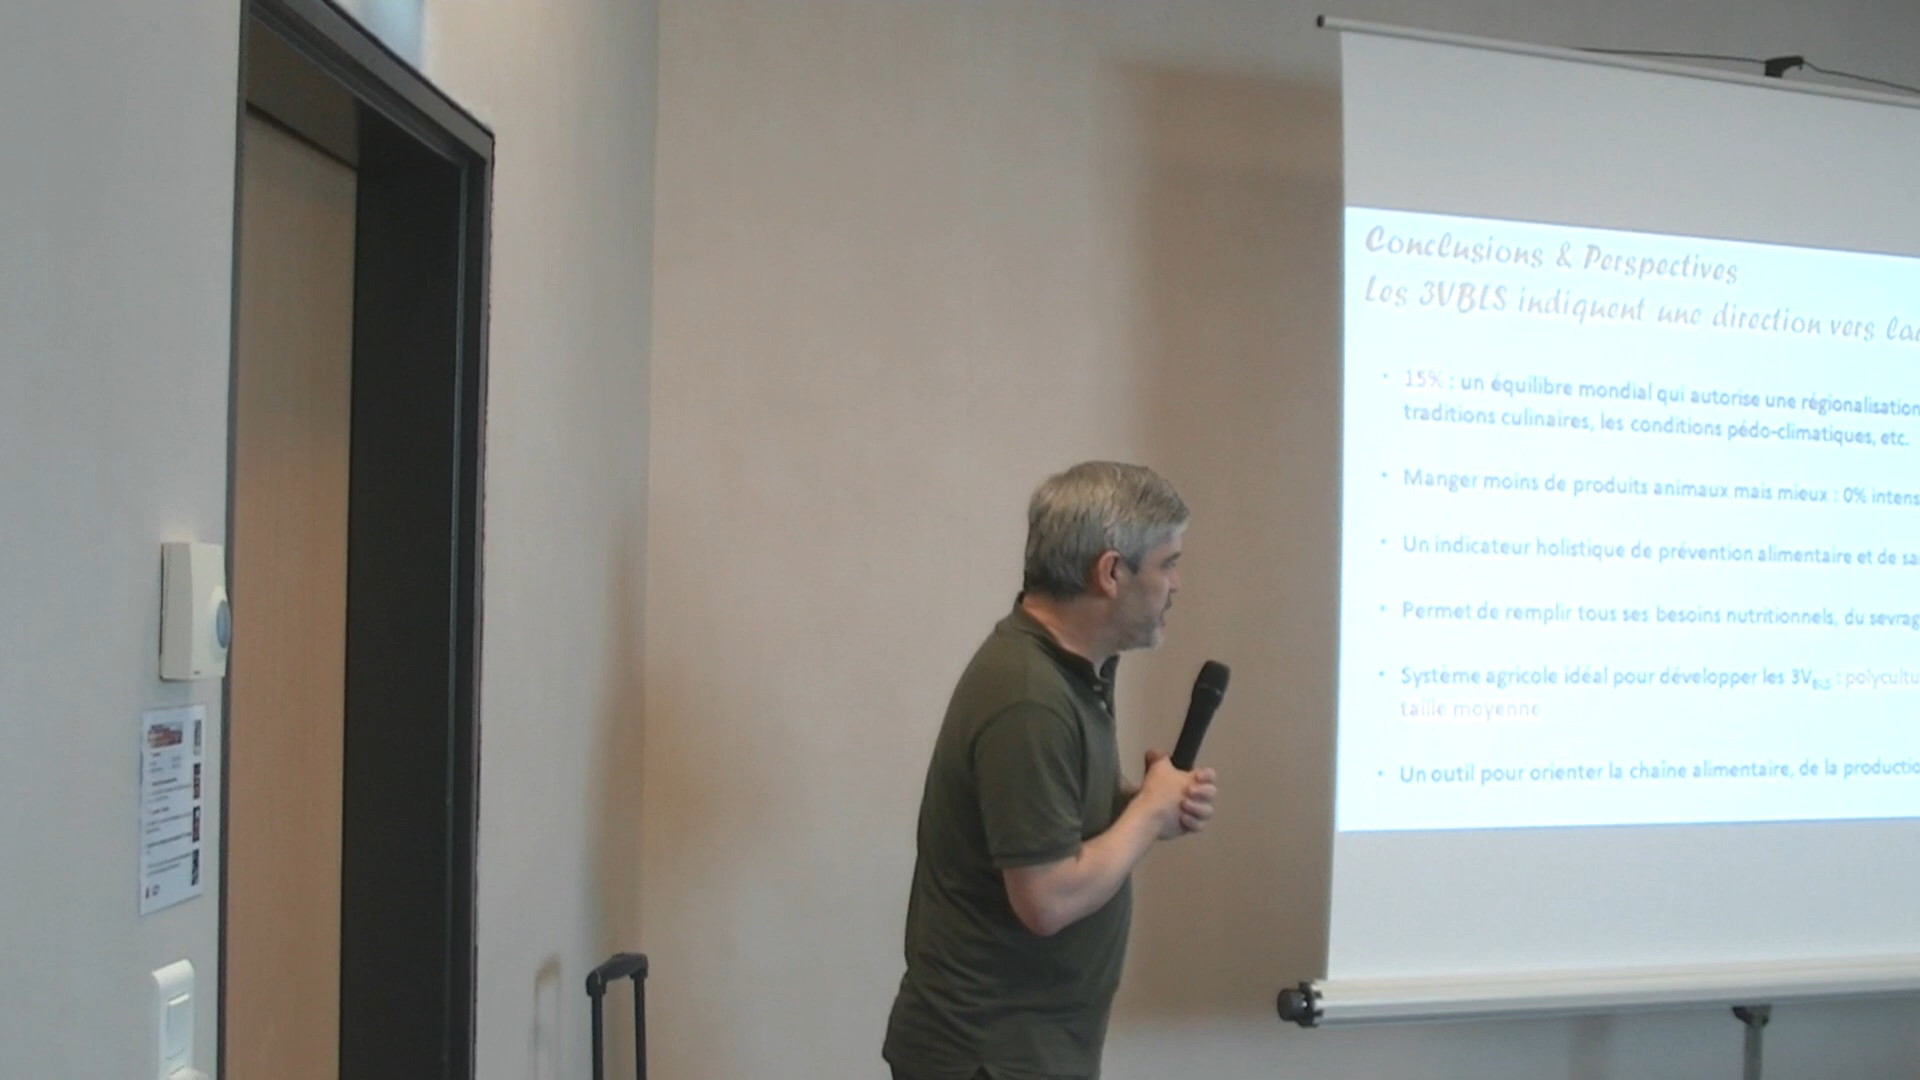 Conclusions & Perspectives
Les 3VBLS indiquent une direction vers
• 15% : un équilibre mondial qui autorise une régionalisation
traditions culinaires, les conditions pédo-climatiques, etc.
• Manger moins de produits animaux mais mieux : 0% intens
• Un indicateur holistique de prévention alimentaire et de sa
• Permet de remplir tous ses besoins nutritionnels, du sevrag
• Système agricole idéal pour développer les 3VBLS : polycultu
taille moyenne
• Un outil pour orienter la chaîne alimentaire, de la productio